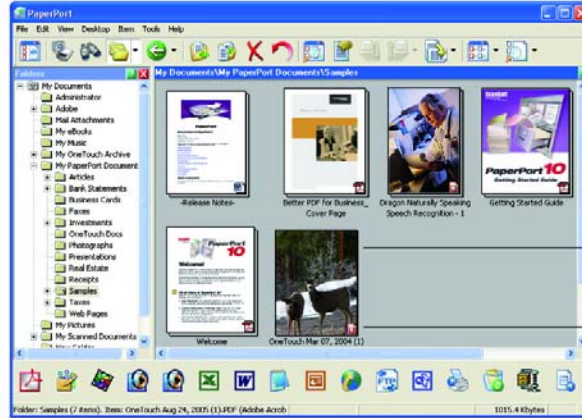 PaperPort
File Edit View Desktop Item Tools Help
Folders
My Documents\My PaperPort Documents\Samples
My Documents
Administrator
Adobe
Mail Attachments
My eBooks
My Music
My OneTouch Archive
My PaperPort Document
Articles
Bank Statements
Business Cards
Faxes
Investments
OneTouch Docs
Photographs
Presentations
Real Estate
Receipts
Samples
Taxes
Web Pages
My Pictures
My Scanned Documents
New Folder
PaperPort
-Release Notes-
Better PDF for Business_
Cover Page
Dragon Naturally Speaking
Speech Recognition - 1
PaperPort 10
Getting Started Guide
Getting Started Guide
PaperPort
10
Welcome!
Welcome
OneTouch Mar 07, 2004 (1)
FTP
Folder: Samples (7 items). Item: OneTouch Aug 24, 2005 (1).PDF (Adobe Acrob
1015.4 Kbytes